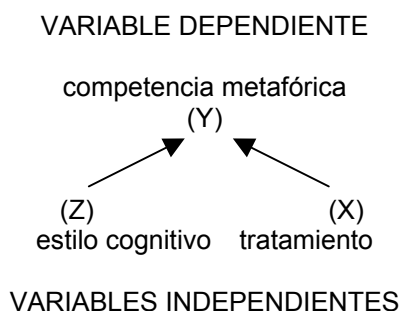 VARIABLE DEPENDIENTE
competencia metafórica
(Y)
(Z) (X)
estilo cognitivo tratamiento
VARIABLES INDEPENDIENTES